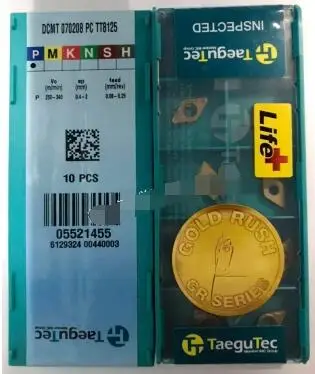 DCMT 070208 PC TT8125
P M K N S H
Vc ap feed
(m/min) (mm) (mm/rev)
P
10 PCS
05521455
6129324 00440003
TaeguTec
INSPECTED
TaeguTec
Life+
GOLD RUSH
GR SERIES
TaeguTec